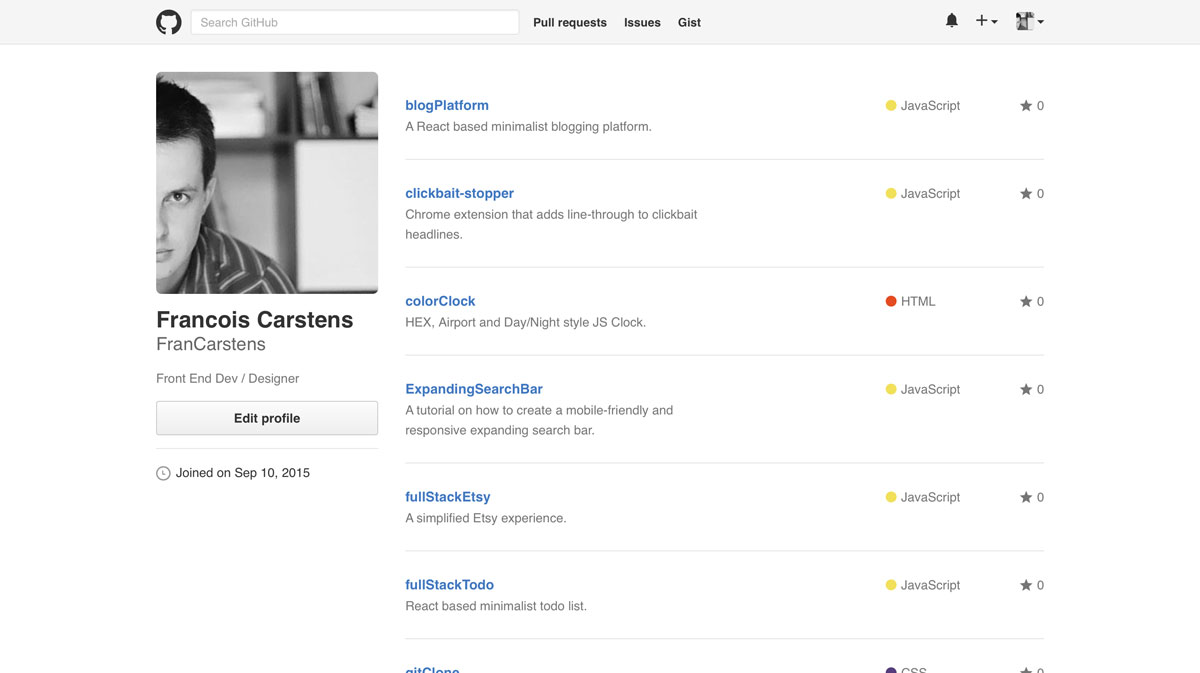 Search GitHub
Pull requests Issues Gist
Francois Carstens
FranCarstens
Front End Dev / Designer
Edit profile
Joined on Sep 10, 2015
blogPlatform JavaScript 0
A React based minimalist blogging platform.
clickbait-stopper JavaScript 0
Chrome extension that adds line-through to clickbait
headlines.
colorClock HTML 0
HEX, Airport and Day/Night style JS Clock.
ExpandingSearchBar JavaScript 0
A tutorial on how to create a mobile-friendly and
responsive expanding search bar.
fullStackEtsy JavaScript 0
A simplified Etsy experience.
fullStackTodo JavaScript 0
React based minimalist todo list.
gitClone CSS 0